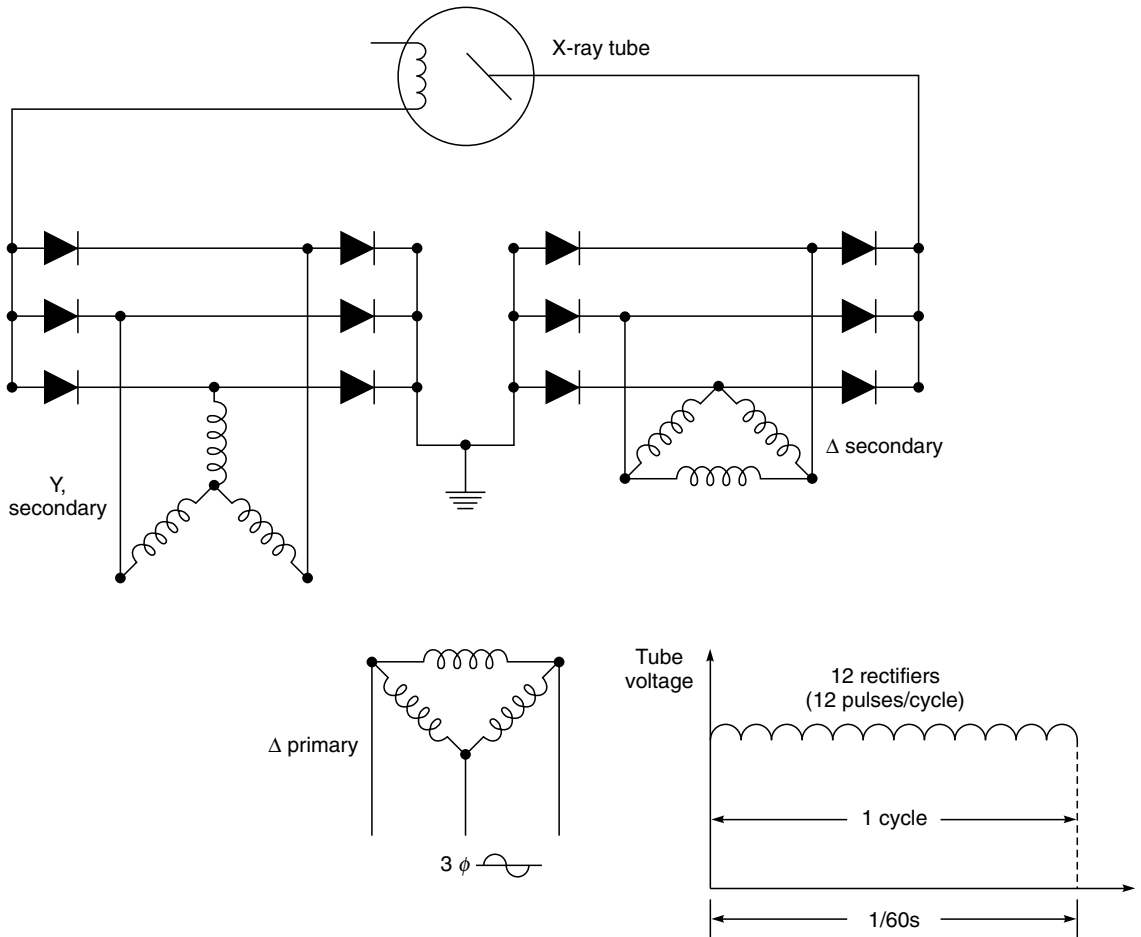 X-ray tube
Δ secondary
Y,
secondary
Tube
voltage
12 rectifiers
(12 pulses/cycle)
Δ primary
1 cycle
3 ϕ
1/60s